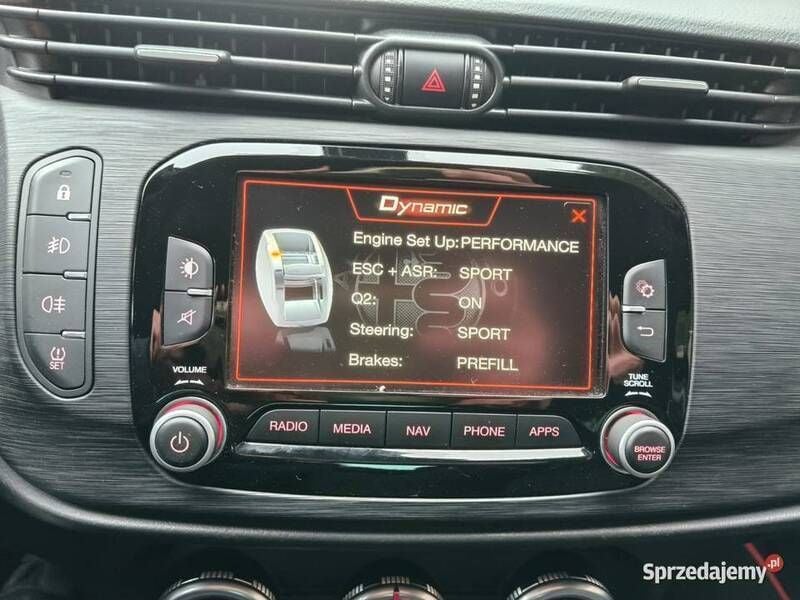 Dynamic
Engine Set Up: PERFORMANCE
ESC + ASR: SPORT
Q2: ON
Steering: SPORT
Brakes: PREFILL
SET
VOLUME
TUNE
SCROLL
RADIO
MEDIA
NAV
PHONE
APPS
BROWSE
ENTER
Sprzedajemy.pl